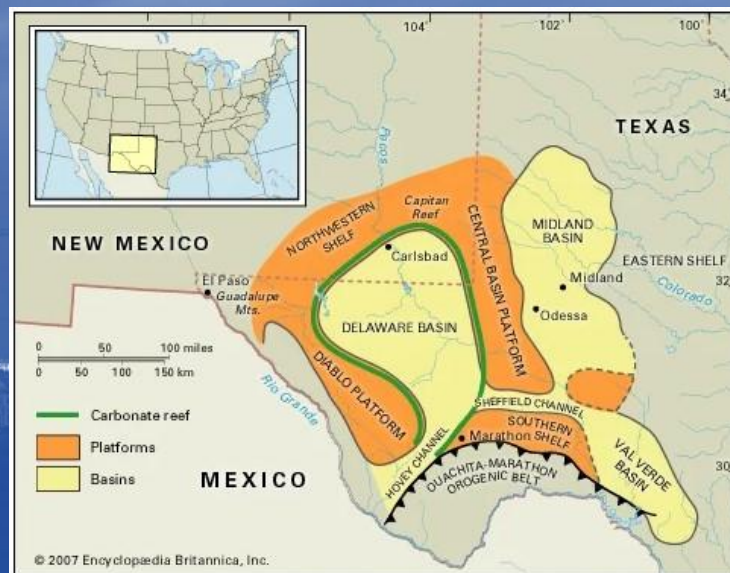 104°
102°
100°
34
TEXAS
Pecos
NEW MEXICO
NORTHWESTERN
SHELF
Capitan
Reef
CENTRAL BASIN PLATFORM
MIDLAND
BASIN
EASTERN SHELF
Carlsbad
Midland
El Paso
Guadalupe
Mts.
32
Colorado
Odessa
DELAWARE BASIN
0 50 100 miles
0 50 100 150 km
DIABLO PLATFORM
Rio Grande
SHEFFIELD CHANNEL
Carbonate reef
SOUTHERN
Marathon SHELF
Platforms
MEXICO
HOVEY CHANNEL
OUACHITA-MARATHON
OROGENIC BELT
VAL VERDE
BASIN
30
Basins
© 2007 Encyclopædia Britannica, Inc.